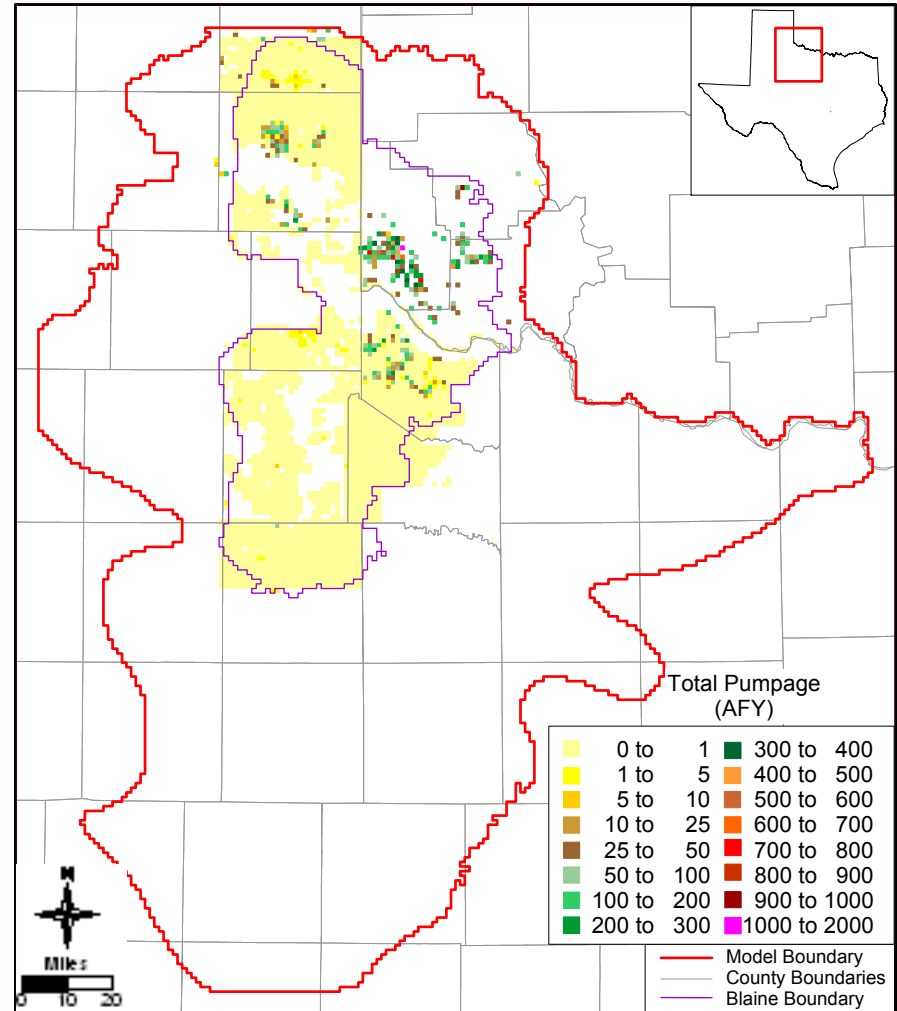 Total Pumpage
(AFY)
0 to 1 300 to 400
1 to 5 400 to 500
5 to 10 500 to 600
10 to 25 600 to 700
25 to 50 700 to 800
50 to 100 800 to 900
100 to 200 900 to 1000
200 to 300 1000 to 2000
Model Boundary
County Boundaries
Blaine Boundary
N
Miles
0 10 20